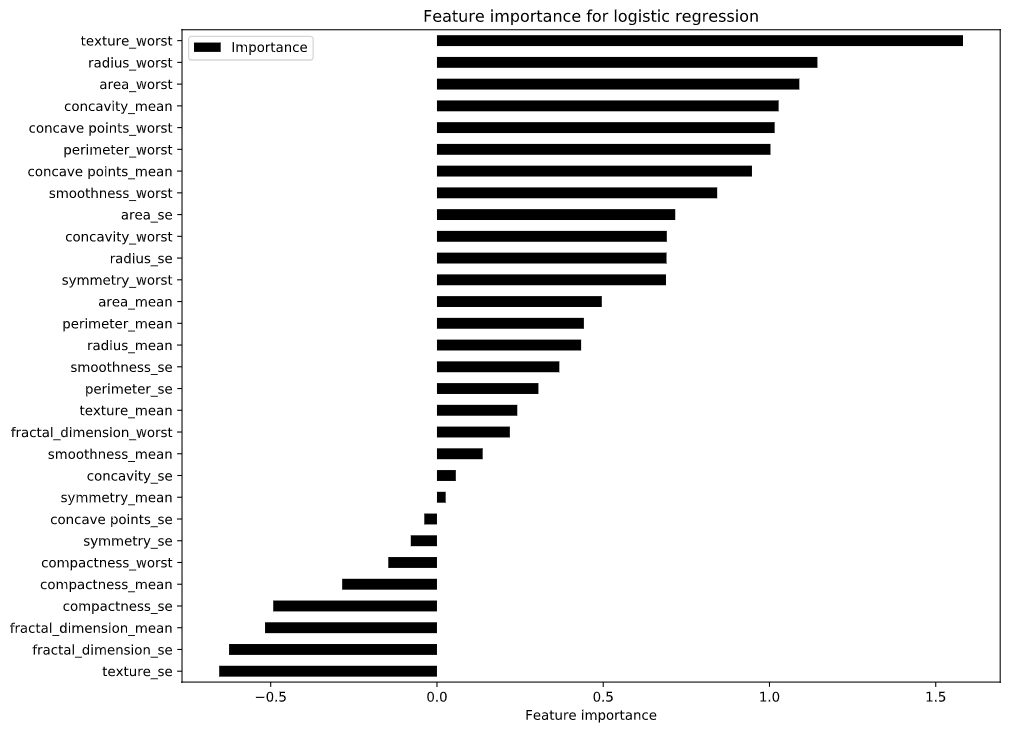 Feature importance for logistic regression
Importance
texture_worst
radius_worst
area_worst
concavity_mean
concave points_worst
perimeter_worst
concave points_mean
smoothness_worst
area_se
concavity_worst
radius_se
symmetry_worst
area_mean
perimeter_mean
radius_mean
smoothness_se
perimeter_se
texture_mean
fractal_dimension_worst
smoothness_mean
concavity_se
symmetry_mean
concave points_se
symmetry_se
compactness_worst
compactness_mean
compactness_se
fractal_dimension_mean
fractal_dimension_se
texture_se
−0.5 0.0 0.5 1.0 1.5
Feature importance